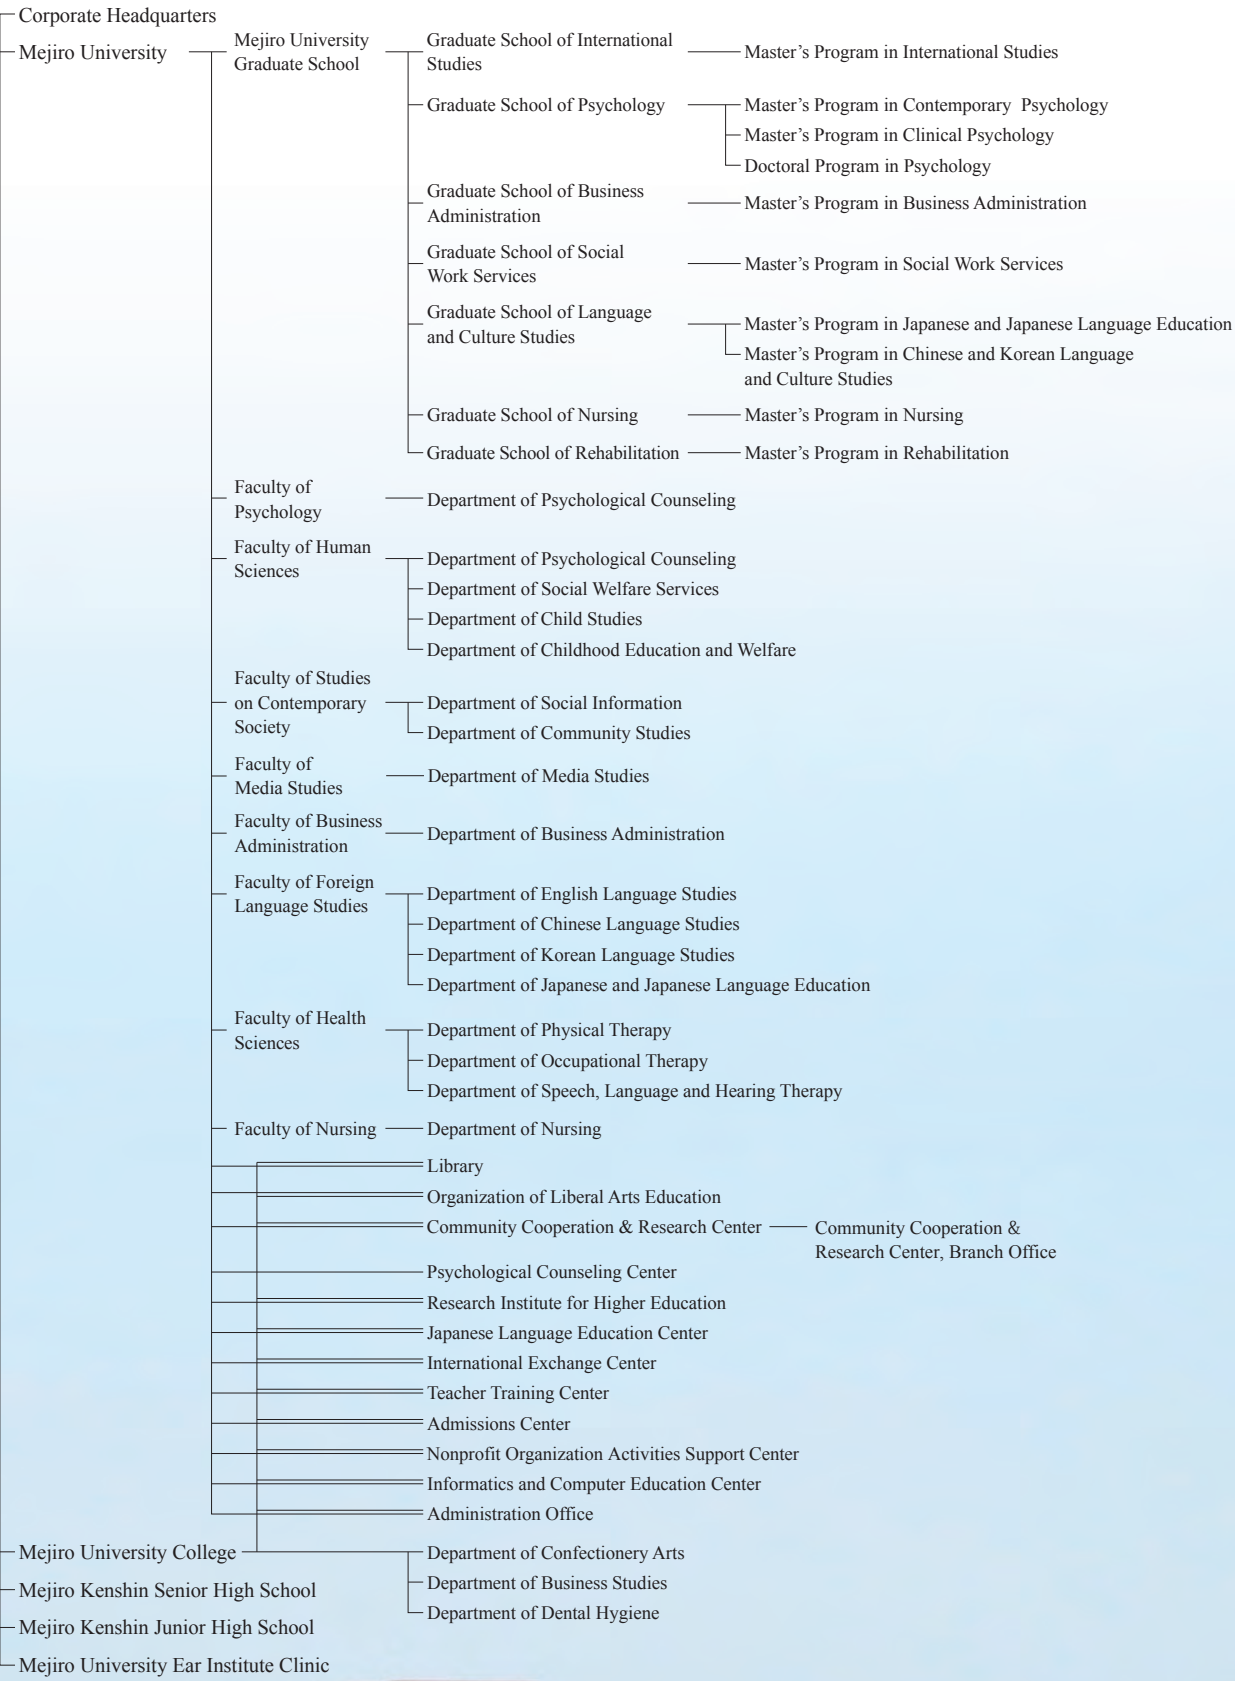 Corporate Headquarters
Mejiro University
Mejiro University
Graduate School
Graduate School of International
Studies
Master’s Program in International Studies
Graduate School of Psychology
Master’s Program in Contemporary Psychology
Master’s Program in Clinical Psychology
Doctoral Program in Psychology
Graduate School of Business
Administration
Master’s Program in Business Administration
Graduate School of Social
Work Services
Master’s Program in Social Work Services
Graduate School of Language
and Culture Studies
Master’s Program in Japanese and Japanese Language Education
Master’s Program in Chinese and Korean Language
and Culture Studies
Graduate School of Nursing
Master’s Program in Nursing
Graduate School of Rehabilitation
Master’s Program in Rehabilitation
Faculty of
Psychology
Department of Psychological Counseling
Faculty of Human
Sciences
Department of Psychological Counseling
Department of Social Welfare Services
Department of Child Studies
Department of Childhood Education and Welfare
Faculty of Studies
on Contemporary
Society
Department of Social Information
Department of Community Studies
Faculty of
Media Studies
Department of Media Studies
Faculty of Business
Administration
Department of Business Administration
Faculty of Foreign
Language Studies
Department of English Language Studies
Department of Chinese Language Studies
Department of Korean Language Studies
Department of Japanese and Japanese Language Education
Faculty of Health
Sciences
Department of Physical Therapy
Department of Occupational Therapy
Department of Speech, Language and Hearing Therapy
Faculty of Nursing
Department of Nursing
Library
Organization of Liberal Arts Education
Community Cooperation & Research Center
Community Cooperation &
Research Center, Branch Office
Psychological Counseling Center
Research Institute for Higher Education
Japanese Language Education Center
International Exchange Center
Teacher Training Center
Admissions Center
Nonprofit Organization Activities Support Center
Informatics and Computer Education Center
Administration Office
Mejiro University College
Department of Confectionery Arts
Department of Business Studies
Department of Dental Hygiene
Mejiro Kenshin Senior High School
Mejiro Kenshin Junior High School
Mejiro University Ear Institute Clinic